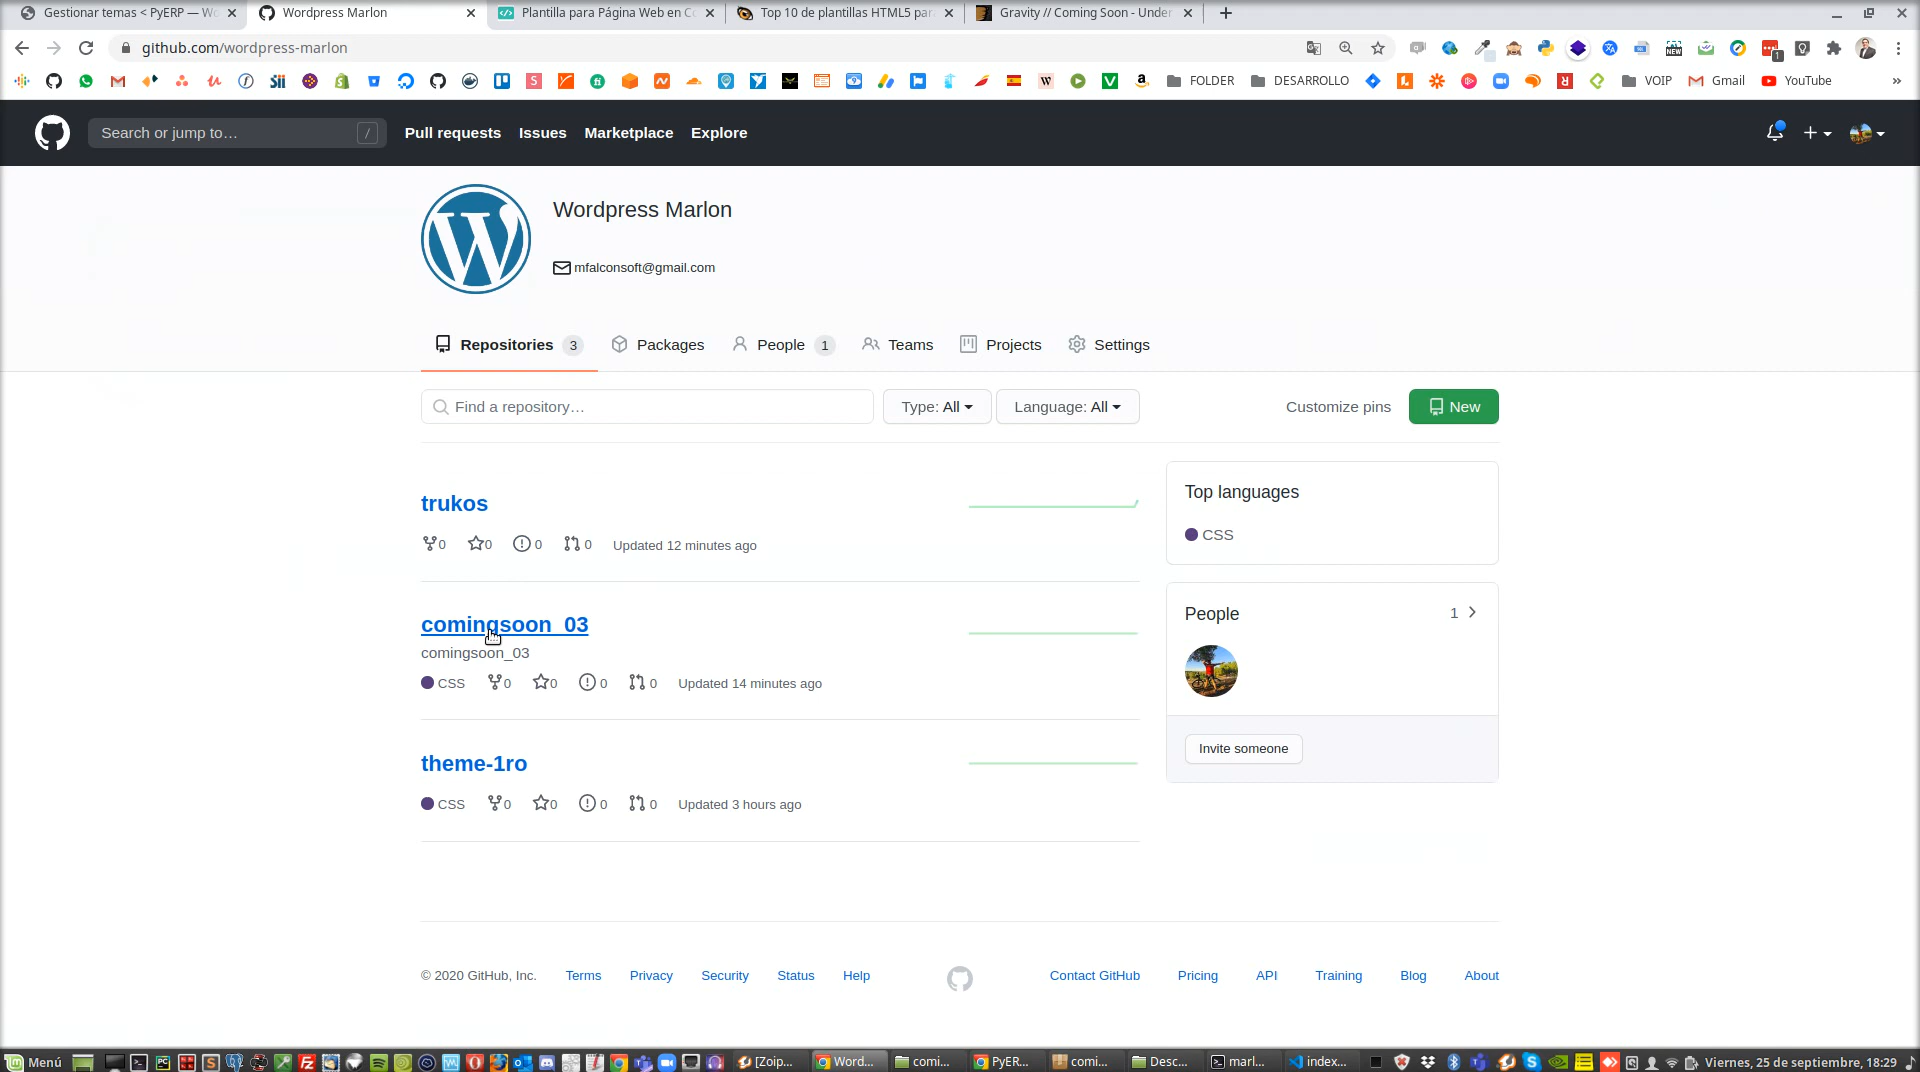 Gestionar temas < PyERP — Wo
Wordpress Marlon
Plantilla para Página Web en Co
Top 10 de plantillas HTML5 par
Gravity // Coming Soon - Under
github.com/wordpress-marlon
FOLDER
DESARROLLO
VOIP
Gmail
YouTube
Search or jump to…
/
Pull requests
Issues
Marketplace
Explore
Wordpress Marlon
mfalconsoft@gmail.com
Repositories 3
Packages
People 1
Teams
Projects
Settings
Find a repository…
Type: All
Language: All
Customize pins
New
trukos
0 0 0 0 Updated 12 minutes ago
comingsoon_03
comingsoon_03
CSS 0 0 0 0 Updated 14 minutes ago
theme-1ro
CSS 0 0 0 0 Updated 3 hours ago
Top languages
CSS
People
1
Invite someone
© 2020 GitHub, Inc.
Terms
Privacy
Security
Status
Help
Contact GitHub
Pricing
API
Training
Blog
About
Menú
[Zoip...
Word...
comi...
PyER...
comi...
Desc...
marl...
index...
Viernes, 25 de septiembre, 18:29